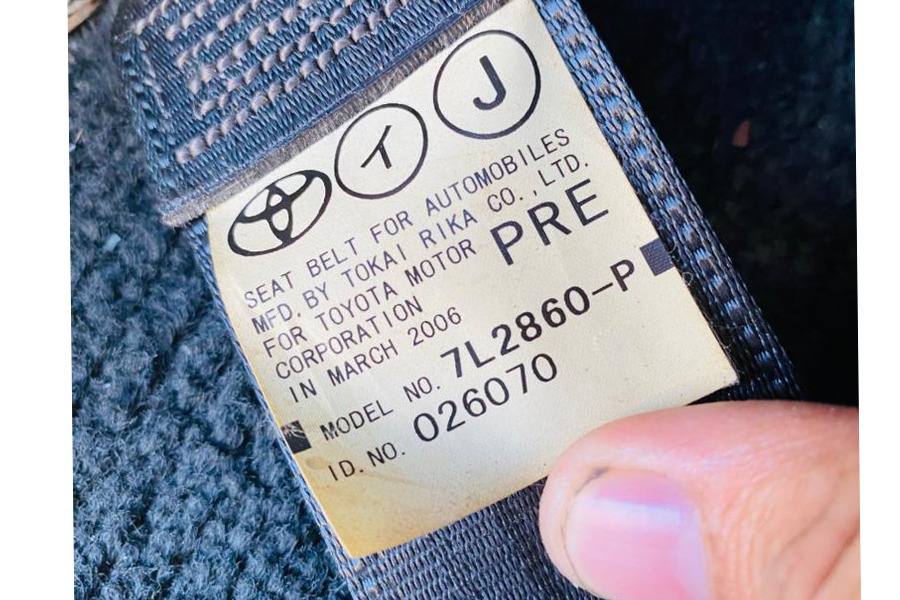 イ J
SEAT BELT FOR AUTOMOBILES
MFD. BY TOKAI RIKA CO.,LTD.
FOR TOYOTA MOTOR PRE
CORPORATION
IN MARCH 2006
MODEL NO. 7L2860-P
ID. NO. 026070